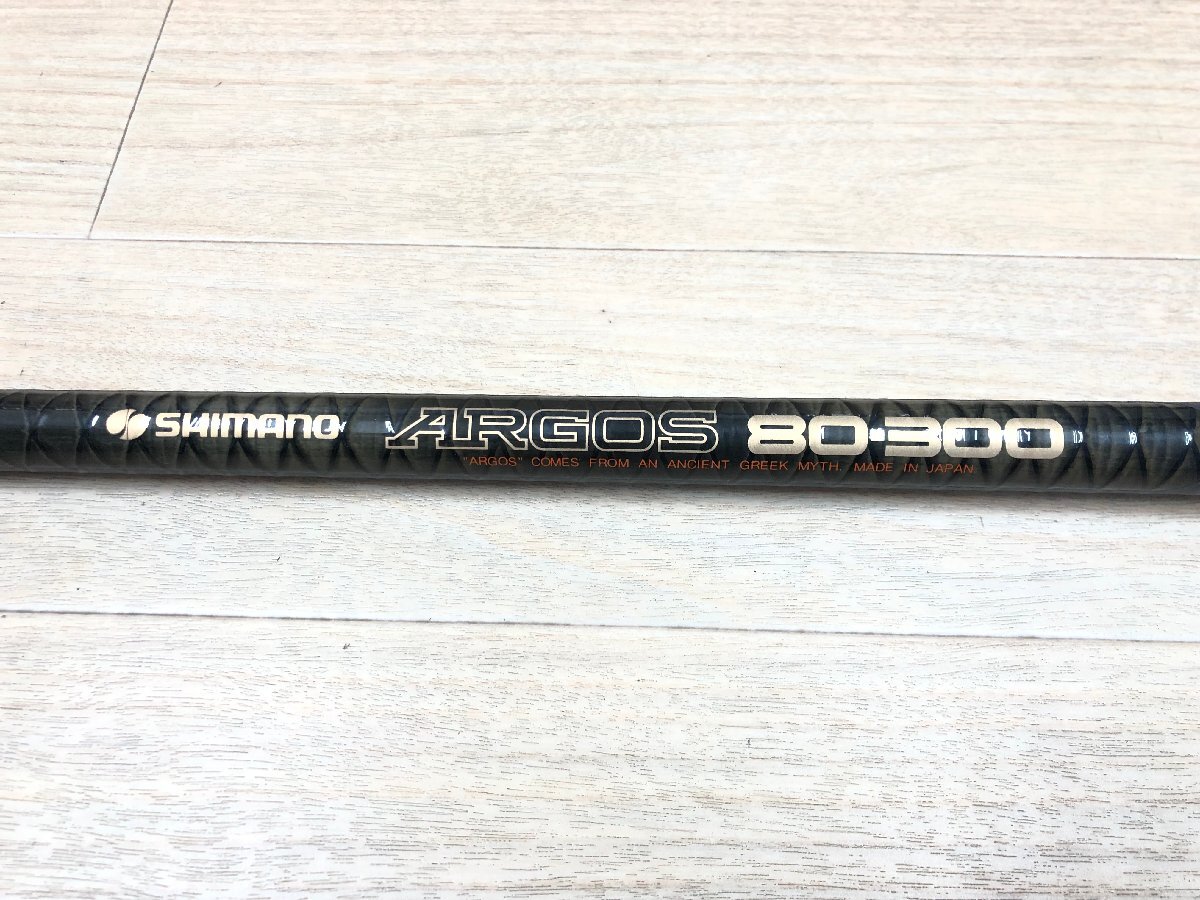 SHIMANO ARGOS 80-300
"ARGOS" COMES FROM AN ANCIENT GREEK MYTH. MADE IN JAPAN.